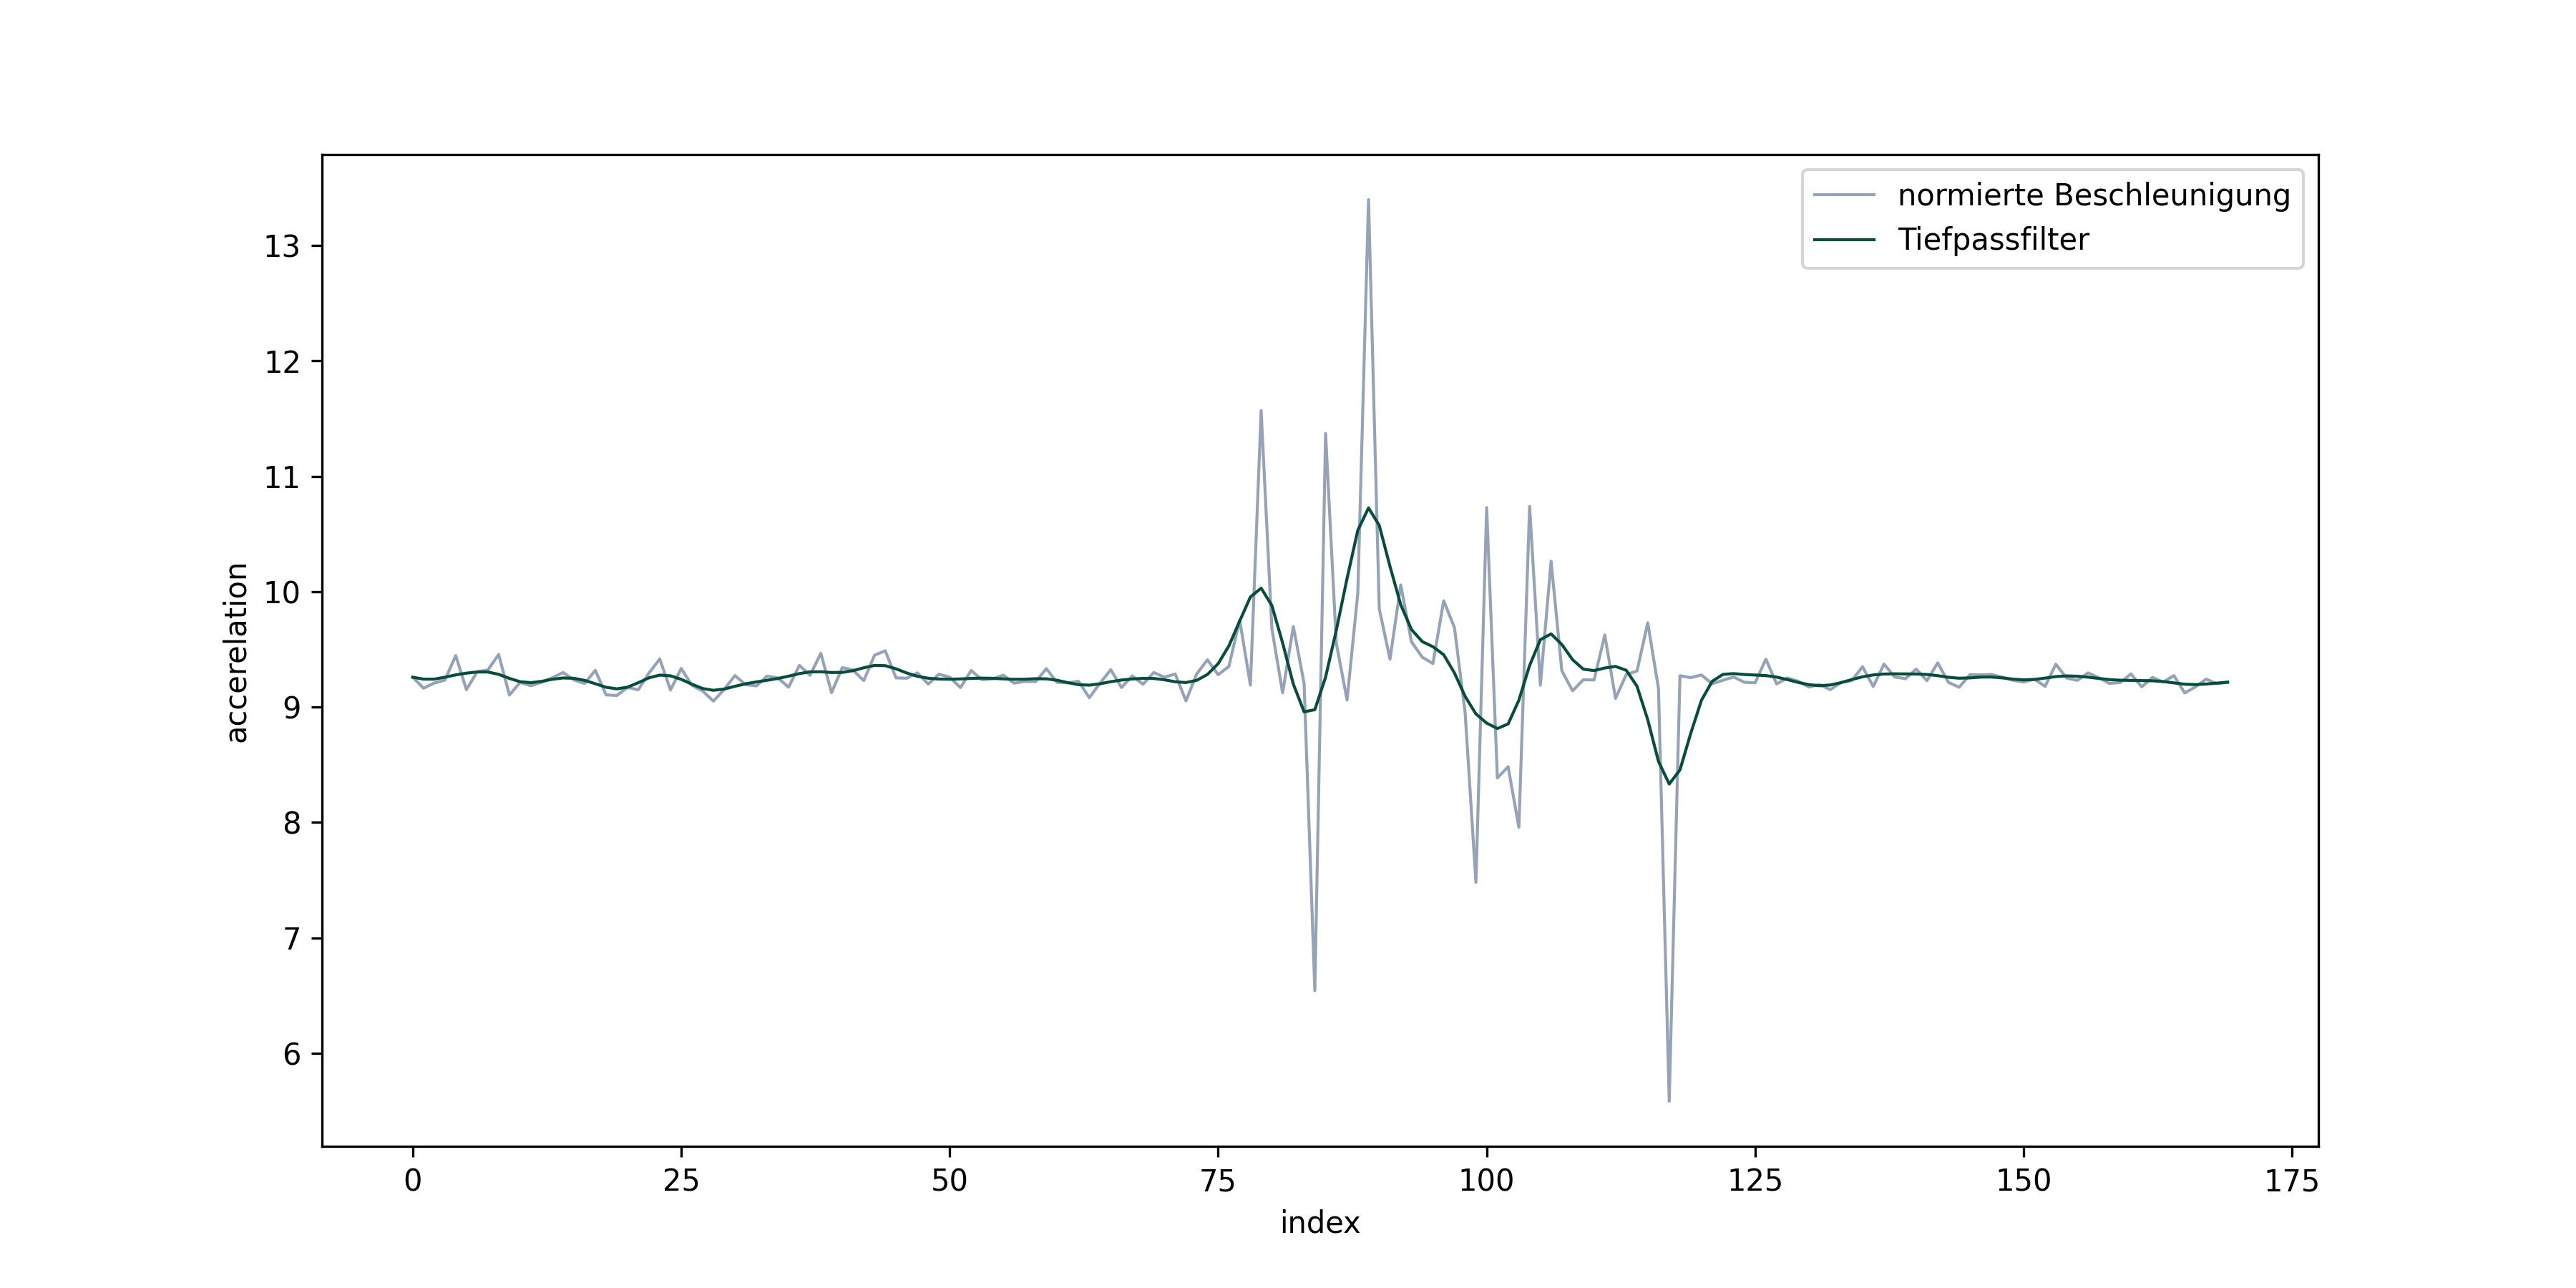 normierte Beschleunigung
Tiefpassfilter
13
12
11
10
9
8
7
6
accerelation
0 25 50 75 100 125 150 175
index